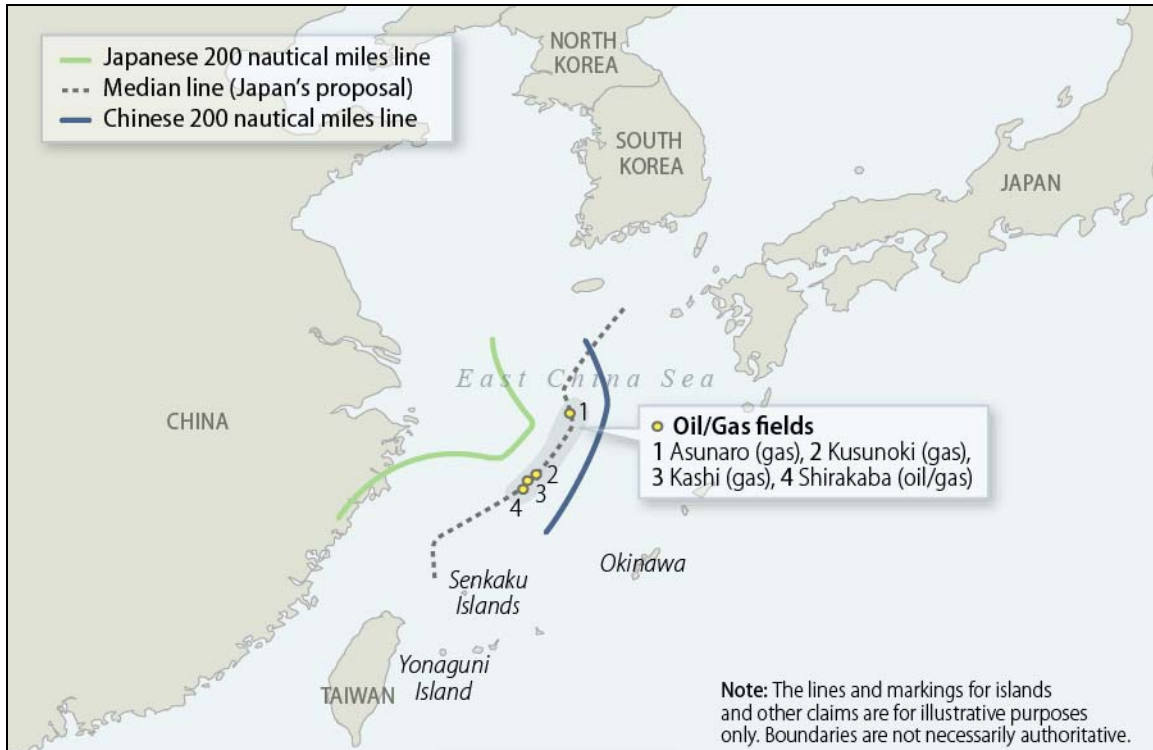 Japanese 200 nautical miles line
Median line (Japan's proposal)
Chinese 200 nautical miles line
NORTH
KOREA
SOUTH
KOREA
JAPAN
East China Sea
CHINA
1
Oil/Gas fields
1 Asunaro (gas), 2 Kusunoki (gas),
3 Kashi (gas), 4 Shirakaba (oil/gas)
2
3
4
Okinawa
Senkaku
Islands
Yonaguni
Island
TAIWAN
Note: The lines and markings for islands
and other claims are for illustrative purposes
only. Boundaries are not necessarily authoritative.